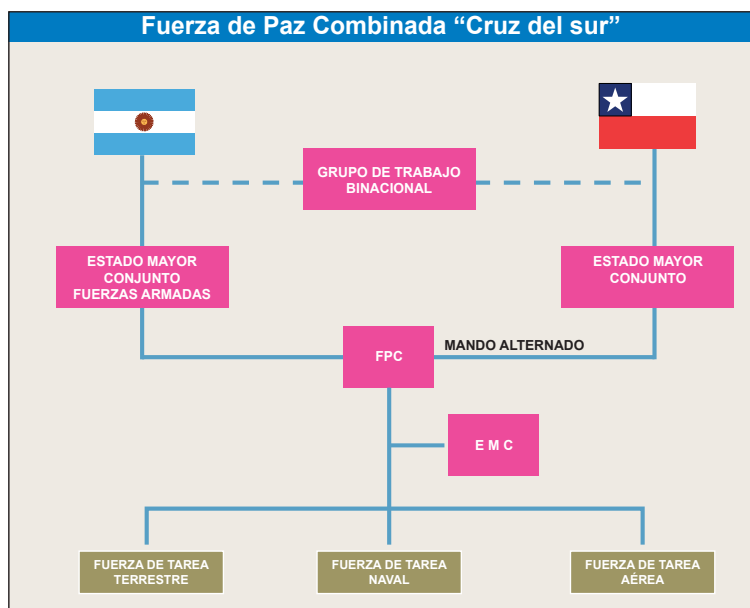 Fuerza de Paz Combinada “Cruz del sur”
GRUPO DE TRABAJO
BINACIONAL
ESTADO MAYOR
CONJUNTO
FUERZAS ARMADAS
ESTADO MAYOR
CONJUNTO
FPC
MANDO ALTERNADO
E M C
FUERZA DE TAREA
TERRESTRE
FUERZA DE TAREA
NAVAL
FUERZA DE TAREA
AÉREA